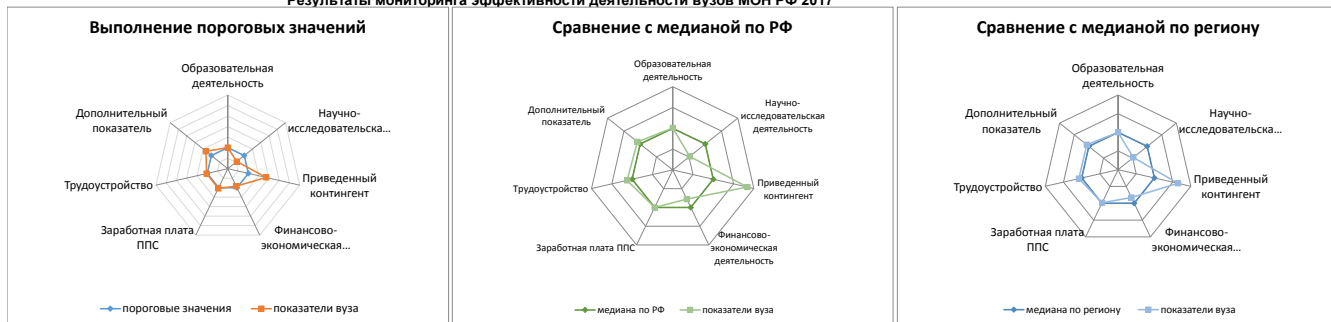 Результаты мониторинга эффективности деятельности вузов МОН РФ 2017
Выполнение пороговых значений
Образовательная
деятельность
Научно-
исследовательска...
Приведенный
контингент
Финансово-
экономическая...
Заработная плата
ППС
Трудоустройство
Дополнительный
показатель
пороговые значения
показатели вуза
Сравнение с медианой по РФ
Образовательная
деятельность
Научно-
исследовательская
деятельность
Приведенный
контингент
Финансово-
экономическая
деятельность
Заработная плата ППС
Трудоустройство
Дополнительный
показатель
медиана по РФ
показатели вуза
Сравнение с медианой по региону
Образовательная
деятельность
Научно-
исследовательска...
Приведенный
контингент
Финансово-
экономическая...
Заработная плата
ППС
Трудоустройство
Дополнительный
показатель
медиана по региону
показатели вуза